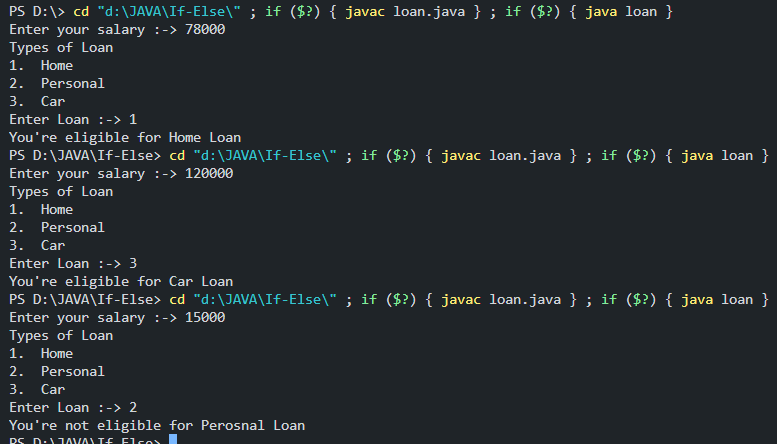 PS D:\> cd "d:\JAVA\If-Else\" ; if ($?) { javac loan.java } ; if ($?) { java loan }
Enter your salary :-> 78000
Types of Loan
1.  Home
2.  Personal
3.  Car
Enter Loan :-> 1
You're eligible for Home Loan
PS D:\JAVA\If-Else> cd "d:\JAVA\If-Else\" ; if ($?) { javac loan.java } ; if ($?) { java loan }
Enter your salary :-> 120000
Types of Loan
1.  Home
2.  Personal
3.  Car
Enter Loan :-> 3
You're eligible for Car Loan
PS D:\JAVA\If-Else> cd "d:\JAVA\If-Else\" ; if ($?) { javac loan.java } ; if ($?) { java loan }
Enter your salary :-> 15000
Types of Loan
1.  Home
2.  Personal
3.  Car
Enter Loan :-> 2
You're not eligible for Perosnal Loan
PS D:\JAVA\If-Else>